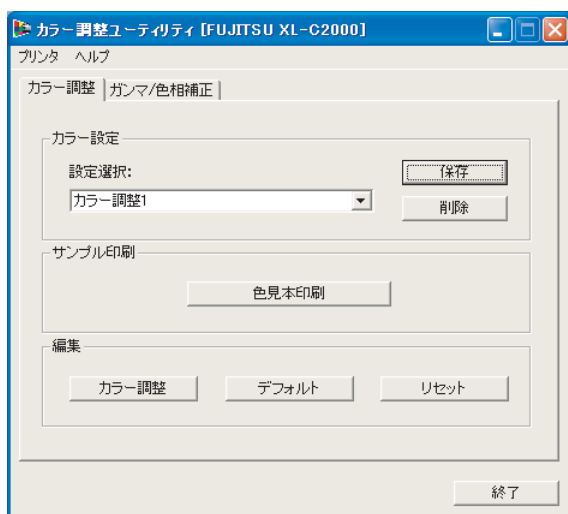 カラー調整ユーティリティ [FUJITSU XL-C2000]
プリンタ ヘルプ
カラー調整 ガンマ/色相補正
カラー設定
設定選択:
保存
カラー調整1
削除
サンプル印刷
色見本印刷
編集
カラー調整 デフォルト リセット
終了